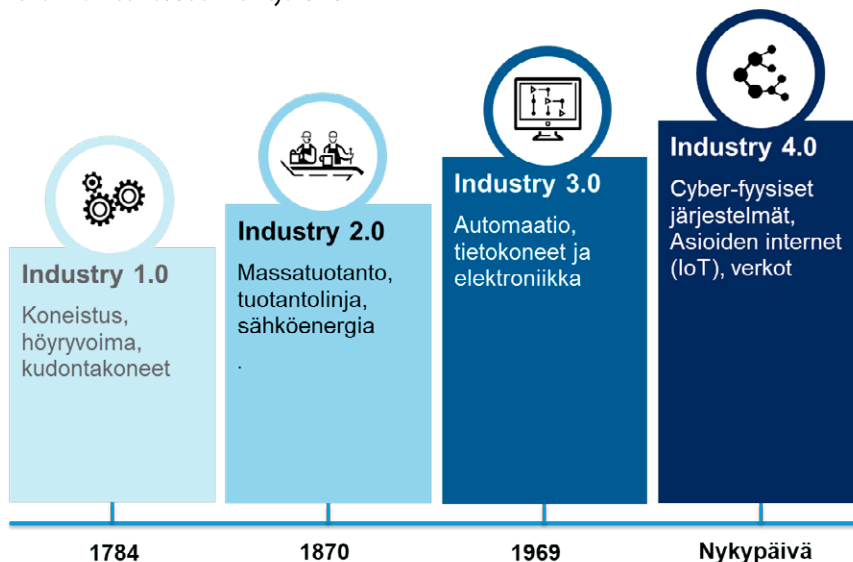 Industry 1.0
Koneistus,
höyryvoima,
kudontakoneet
Industry 2.0
Massatuotanto,
tuotantolinja,
sähköenergia
.
Industry 3.0
Automaatio,
tietokoneet ja
elektroniikka
Industry 4.0
Cyber-fyysiset
järjestelmät,
Asioiden internet
(IoT), verkot
1784
1870
1969
Nykypäivä